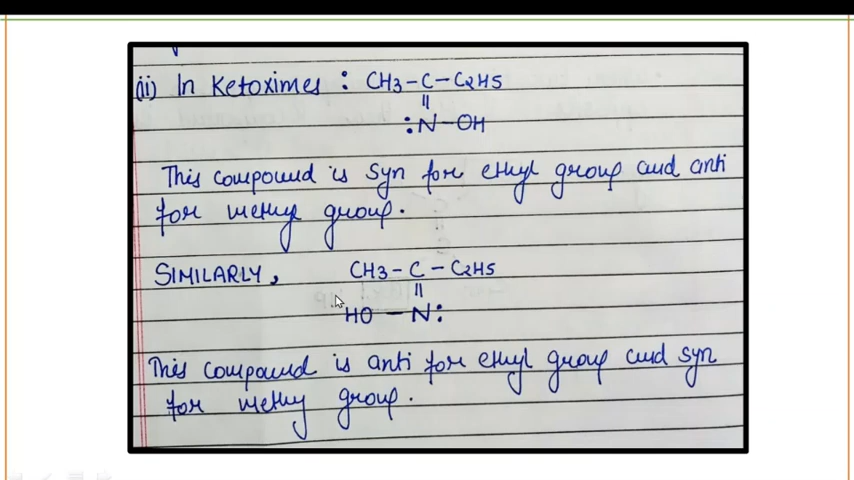 (ii) In Ketoximes : CH3-C-C2H5
||
:N-OH
This compound is syn for ethyl group and anti
for methyl group.
SIMILARLY, CH3-C-C2H5
||
HO-N:
This compound is anti for ethyl group and syn
for methy group.